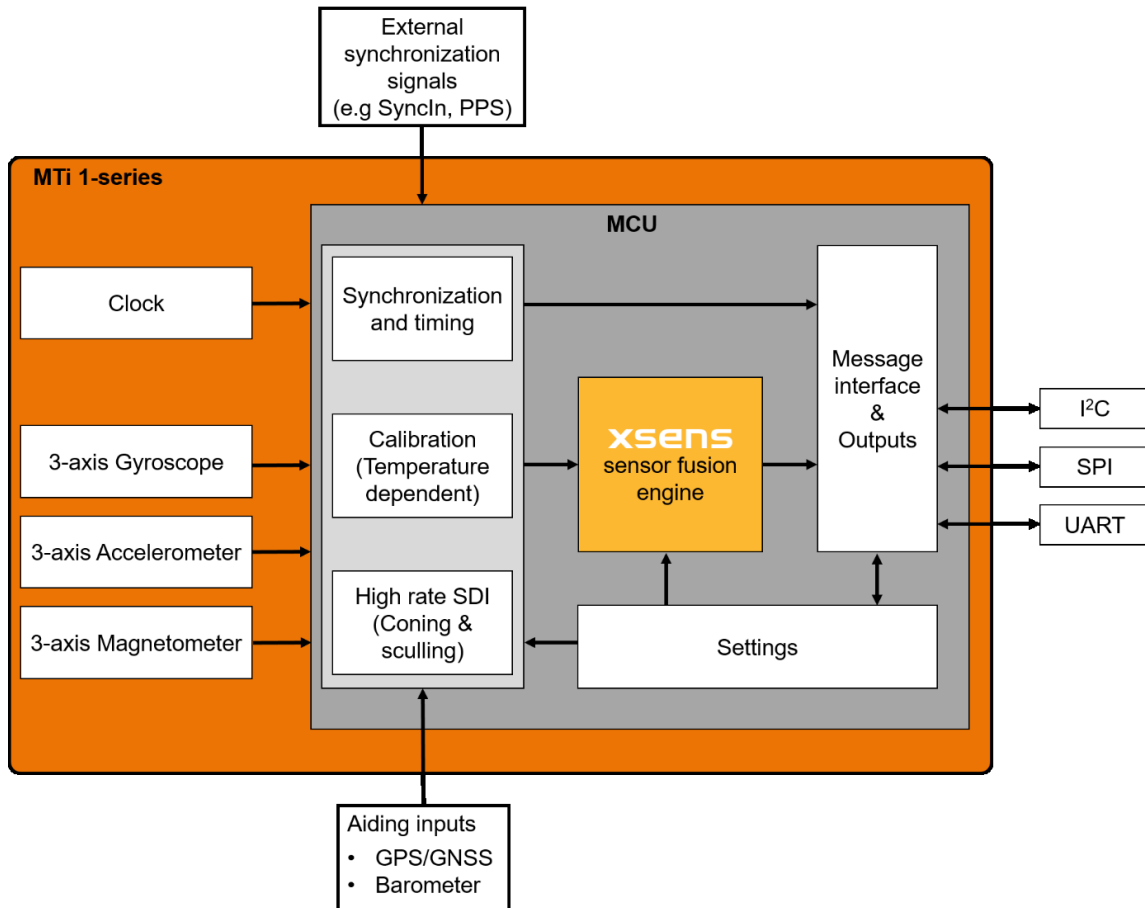 External
synchronization
signals
(e.g SyncIn, PPS)
MTi 1-series
MCU
Clock
Synchronization
and timing
3-axis Gyroscope
Calibration
(Temperature
dependent)
3-axis Accelerometer
High rate SDI
(Coning &
sculling)
3-axis Magnetometer
xsens
sensor fusion
engine
Settings
Message
interface
&
Outputs
I²C
SPI
UART
Aiding inputs
• GPS/GNSS
• Barometer